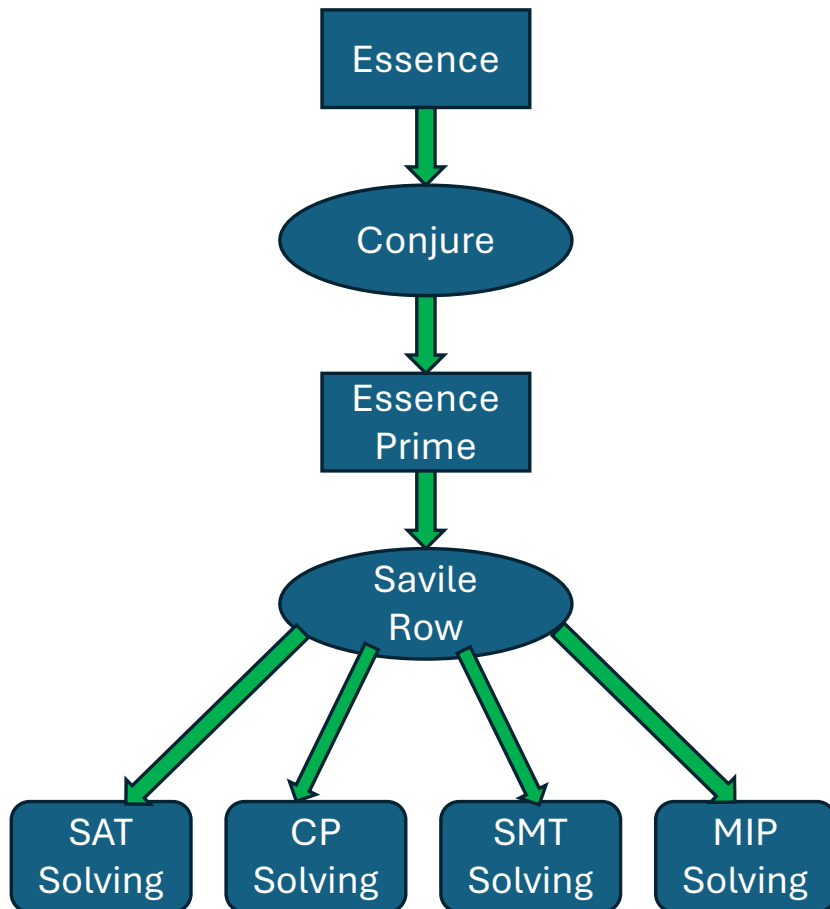 Essence
Conjure
Essence
Prime
Savile
Row
SAT
Solving
CP
Solving
SMT
Solving
MIP
Solving